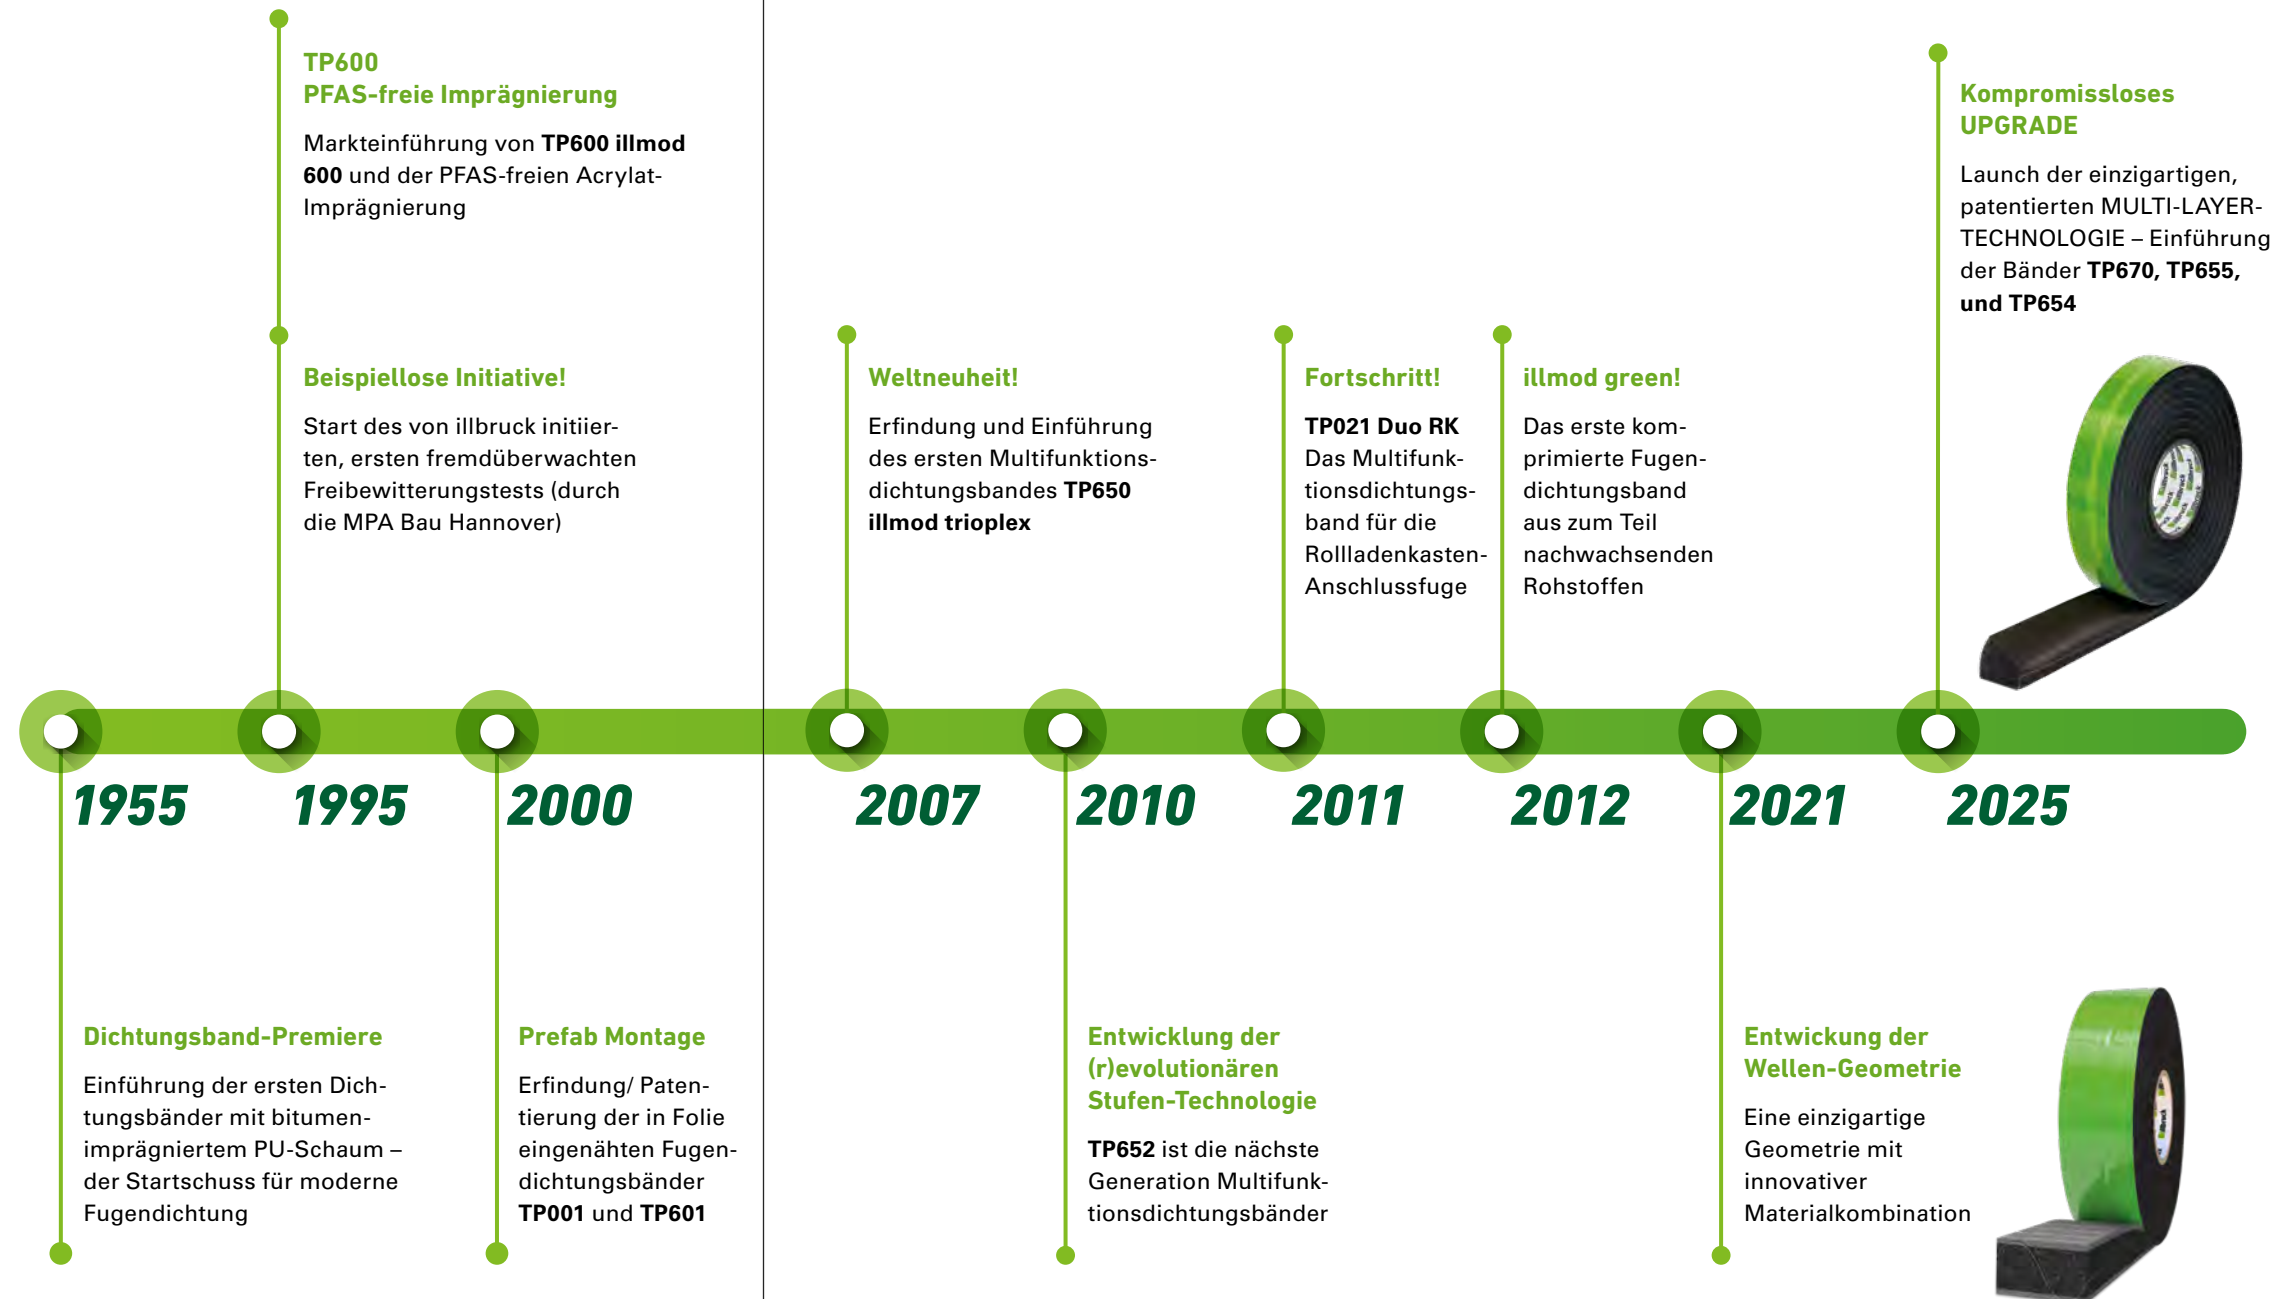 TP600
PFAS-freie Imprägnierung
Markteinführung von TP600 illmod
600 und der PFAS-freien Acrylat-
Imprägnierung
Beispiellose Initiative!
Start des von illbruck initiier-
ten, ersten fremdüberwachten
Freibewitterungstests (durch
die MPA Bau Hannover)
Weltneuheit!
Erfindung und Einführung
des ersten Multifunktions-
dichtungsbandes TP650
illmod trioplex
Fortschritt!
TP021 Duo RK
Das Multifunk-
tionsdichtungs-
band für die
Rollladenkasten-
Anschlussfuge
illmod green!
Das erste kom-
primierte Fugen-
dichtungsband
aus zum Teil
nachwachsenden
Rohstoffen
Kompromissloses
UPGRADE
Launch der einzigartigen,
patentierten MULTI-LAYER-
TECHNOLOGIE – Einführung
der Bänder TP670, TP655,
und TP654
1955
1995
2000
2007
2010
2011
2012
2021
2025
Dichtungsband-Premiere
Einführung der ersten Dich-
tungsbänder mit bitumen-
imprägniertem PU-Schaum –
der Startschuss für moderne
Fugendichtung
Prefab Montage
Erfindung/ Paten-
tierung der in Folie
eingenähten Fugen-
dichtungsbänder
TP001 und TP601
Entwicklung der
(r)evolutionären
Stufen-Technologie
TP652 ist die nächste
Generation Multifunk-
tionsdichtungsbänder
Entwickung der
Wellen-Geometrie
Eine einzigartige
Geometrie mit
innovativer
Materialkombination